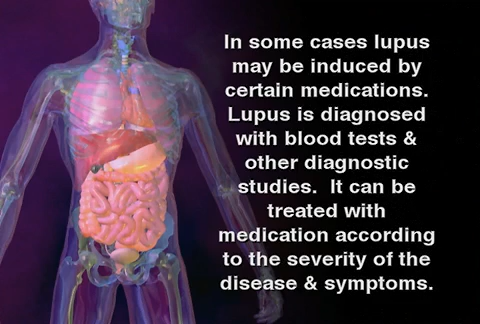 In some cases lupus
may be induced by
certain medications.
Lupus is diagnosed
with blood tests &
other diagnostic
studies.  It can be
treated with
medication according
to the severity of the
disease & symptoms.